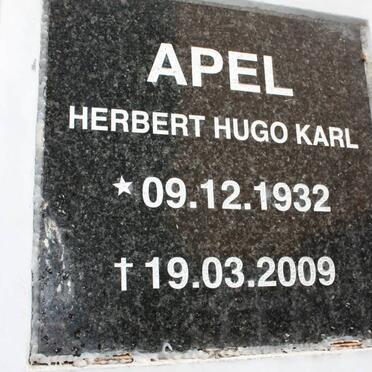 APEL
HERBERT HUGO KARL
★ 09.12.1932
† 19.03.2009